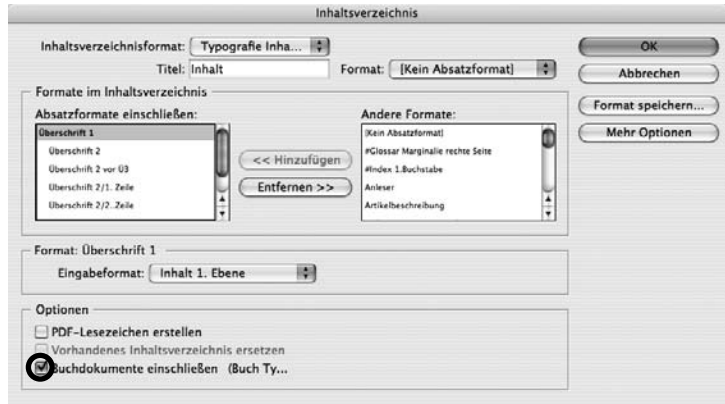 Inhaltsverzeichnis
Inhaltsverzeichnisformat: Typografie Inha...
OK
Titel: Inhalt Format: [Kein Absatzformat]
Abbrechen
Formate im Inhaltsverzeichnis
Format speichern...
Absatzformate einschließen: Andere Formate:
Mehr Optionen
Überschrift 1
Überschrift 2
Überschrift 2 vor Ü3
Überschrift 2/1. Zeile
Überschrift 2/2. Zeile
<< Hinzufügen
Entfernen >>
[Kein Absatzformat]
#Glossar Marginalie rechte Seite
#Index 1.Buchstabe
Anleser
Artikelbeschreibung
Format: Überschrift 1
Eingabeformat: Inhalt 1. Ebene
Optionen
PDF-Lesezeichen erstellen
Vorhandenes Inhaltsverzeichnis ersetzen
Buchdokumente einschließen (Buch Ty...